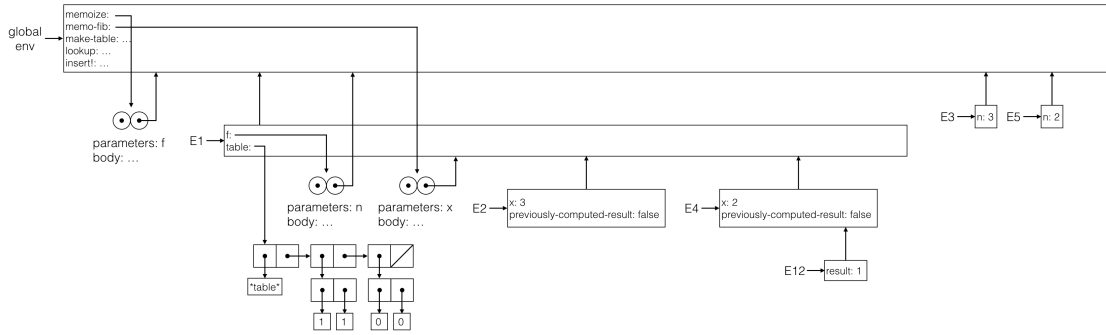 global
env
memoize:
memo-fib:
make-table: ...
lookup: ...
insert!: ...
parameters: f
body: ...
E1
f:
table:
E3
n: 3
E5
n: 2
parameters: n
body: ...
parameters: x
body: ...
E2
x: 3
previously-computed-result: false
E4
x: 2
previously-computed-result: false
E12
result: 1
*table*
1 1 0 0